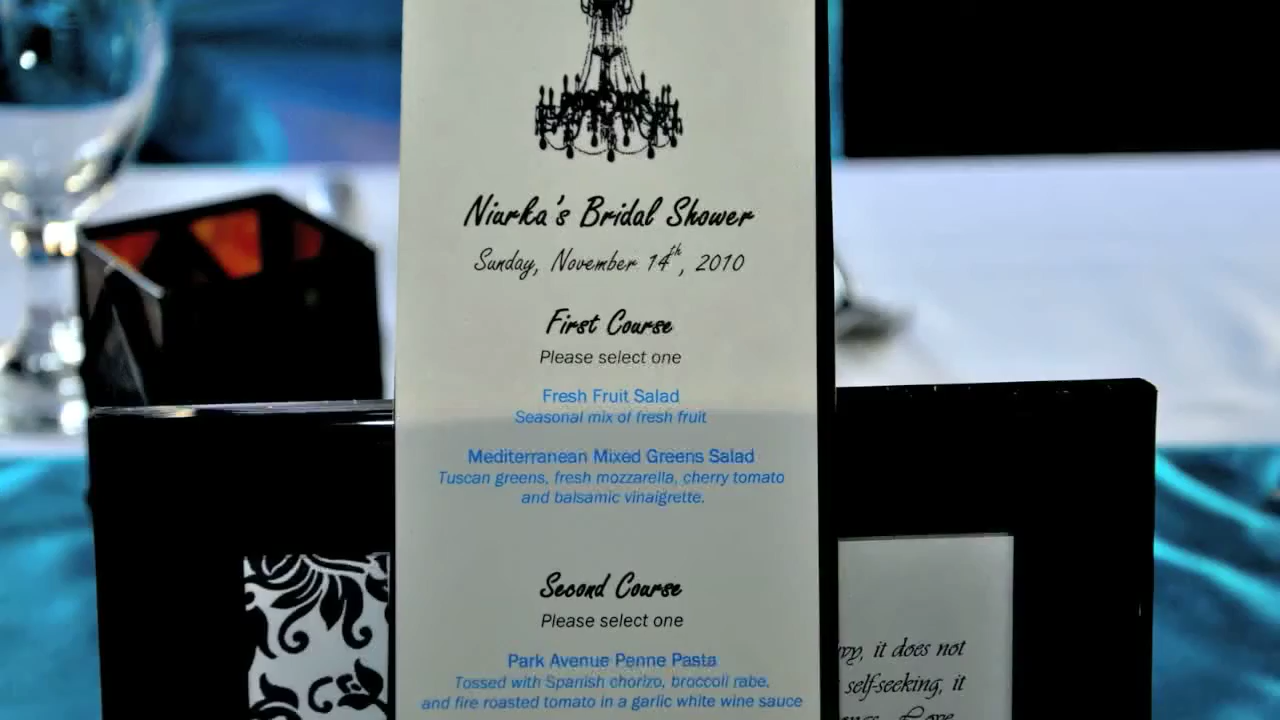 Niurka's Bridal Shower
Sunday, November 14th, 2010
First Course
Please select one
Fresh Fruit Salad
Seasonal mix of fresh fruit
Mediterranean Mixed Greens Salad
Tuscan greens, fresh mozzarella, cherry tomato
and balsamic vinaigrette.
Second Course
Please select one
Park Avenue Penne Pasta
Tossed with Spanish chorizo, broccoli rabe,
and fire roasted tomato in a garlic white wine sauce
it does not
self-seeking, it
Love